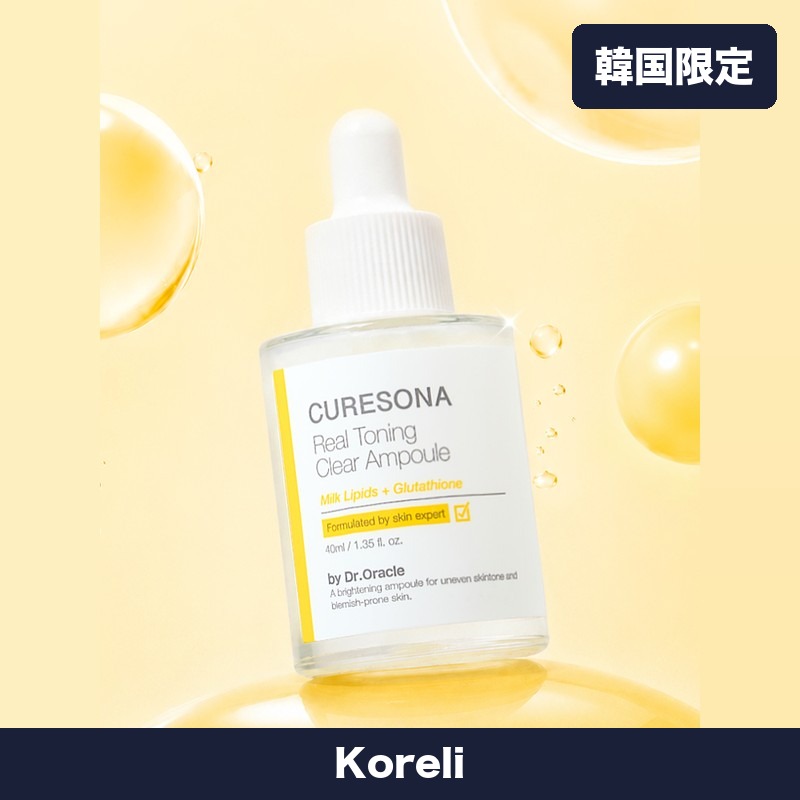 韓国限定
CURESONA
Real Toning
Clear Ampoule
Milk Lipids + Glutathione
Formulated by skin expert
40ml / 1.35 fl. oz.
by Dr.Oracle
A brightening ampoule for uneven skintone and
blemish-prone skin.
Koreli